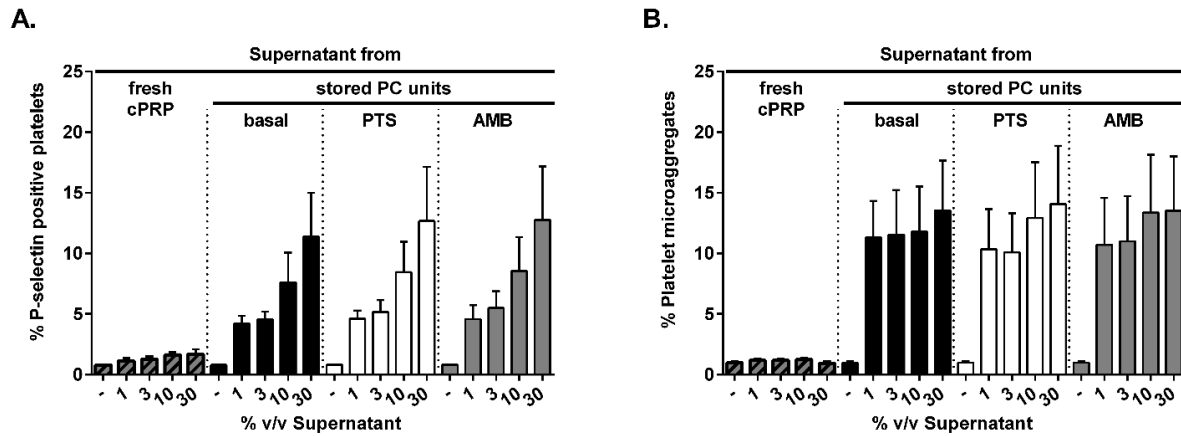 A.
Supernatant from
fresh
cPRP
stored PC units
basal PTS AMB
% P-selectin positive platelets
25
20
15
10
5
0
- 1 3 10 30 - 1 3 10 30 - 1 3 10 30 - 1 3 10 30
% v/v Supernatant
B.
Supernatant from
fresh
cPRP
stored PC units
basal PTS AMB
% Platelet microaggregates
25
20
15
10
5
0
- 1 3 10 30 - 1 3 10 30 - 1 3 10 30 - 1 3 10 30
% v/v Supernatant